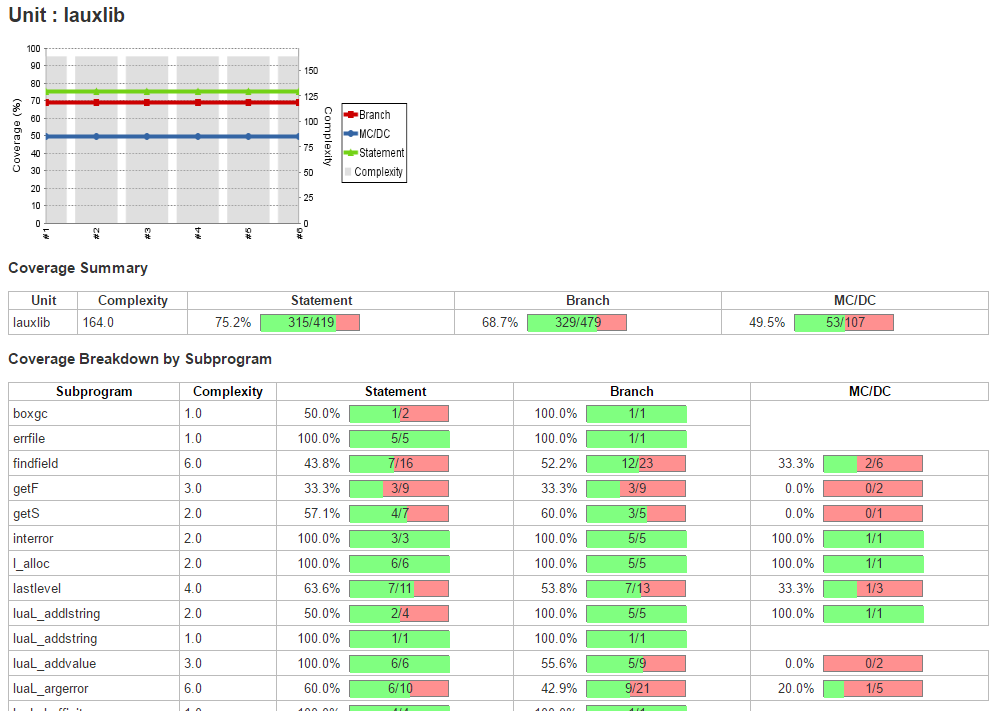 Unit : lauxlib
100
90
80
70
60
50
40
30
20
10
0
Coverage (%)
150
125
100
75
50
25
0
Complexity
#1 #2 #3 #4 #5 #6
Branch
MC/DC
Statement
Complexity
Coverage Summary
Unit Complexity Statement Branch MC/DC
lauxlib 164.0 75.2% 315/419 68.7% 329/479 49.5% 53/107
Coverage Breakdown by Subprogram
Subprogram Complexity Statement Branch MC/DC
boxgc 1.0 50.0% 1/2 100.0% 1/1
errfile 1.0 100.0% 5/5 100.0% 1/1
findfield 6.0 43.8% 7/16 52.2% 12/23 33.3% 2/6
getF 3.0 33.3% 3/9 33.3% 3/9 0.0% 0/2
getS 2.0 57.1% 4/7 60.0% 3/5 0.0% 0/1
interror 2.0 100.0% 3/3 100.0% 5/5 100.0% 1/1
l_alloc 2.0 100.0% 6/6 100.0% 5/5 100.0% 1/1
lastlevel 4.0 63.6% 7/11 53.8% 7/13 33.3% 1/3
luaL_addlstring 2.0 50.0% 2/4 100.0% 5/5 100.0% 1/1
luaL_addstring 1.0 100.0% 1/1 100.0% 1/1
luaL_addvalue 3.0 100.0% 6/6 55.6% 5/9 0.0% 0/2
luaL_argerror 6.0 60.0% 6/10 42.9% 9/21 20.0% 1/5